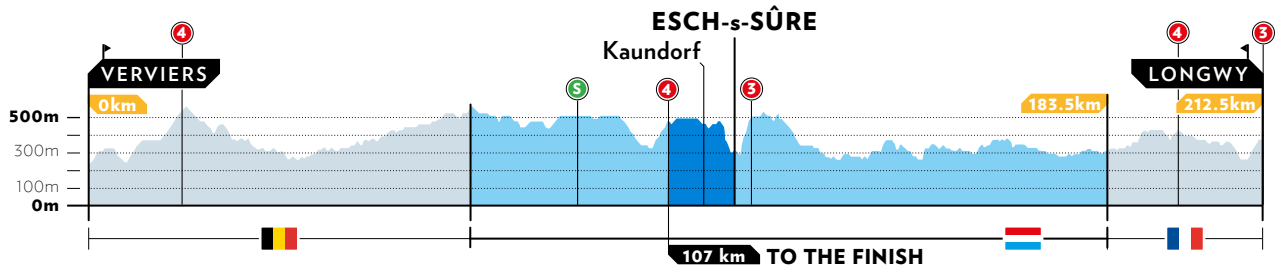 ESCH-s-SÛRE
4
Kaundorf
4
3
VERVIERS
LONGWY
S
4
3
0km
183.5km
212.5km
500m
300m
100m
0m
107 km TO THE FINISH